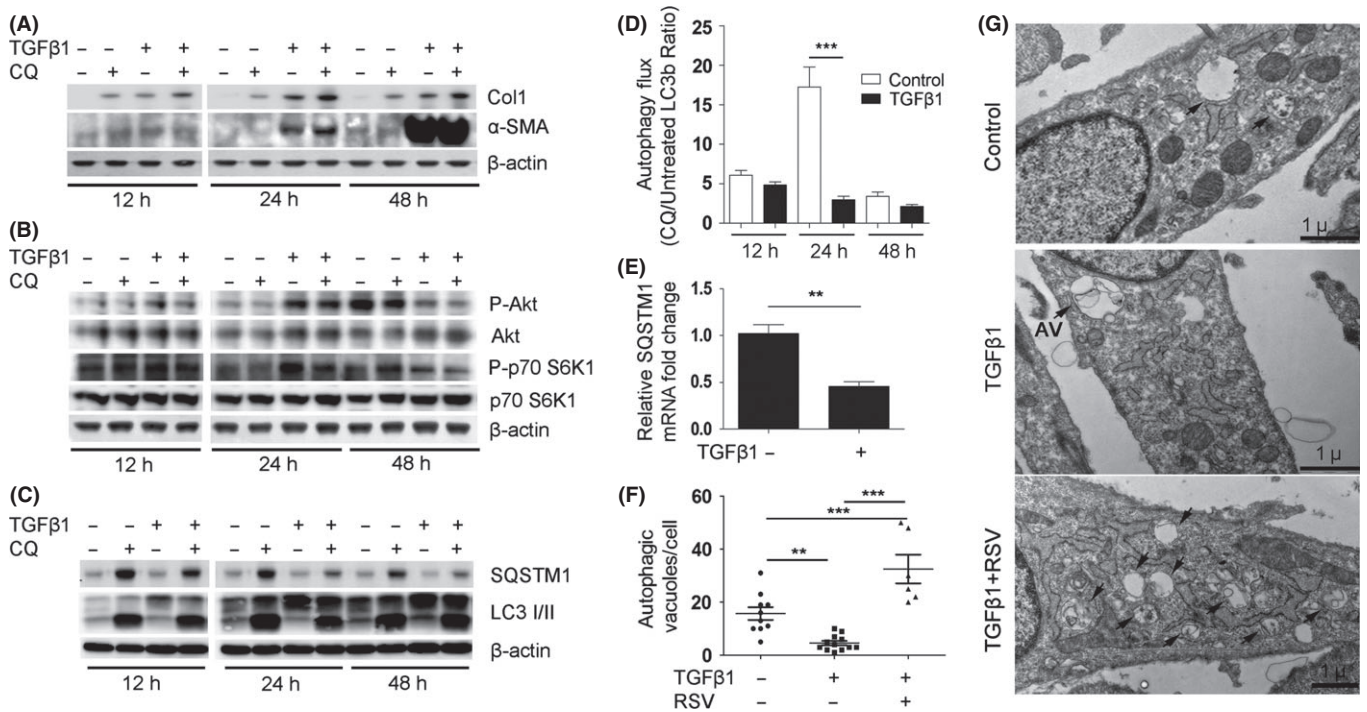 (A)
TGFβ1 – – + + – – + + – – + +
CQ – + – + – + – + – + – +
Col1
α-SMA
β-actin
12 h 24 h 48 h
(B)
TGFβ1 – – + + – – + + – – + +
CQ – + – + – + – + – + – +
P-Akt
Akt
P-p70 S6K1
p70 S6K1
β-actin
12 h 24 h 48 h
(C)
TGFβ1 – – + + – – + + – – + +
CQ – + – + – + – + – + – +
SQSTM1
LC3 I/II
β-actin
12 h 24 h 48 h
(D)
Autophagy flux
(CQ/Untreated LC3b Ratio)
25
20
15
10
5
0
***
Control
TGFβ1
12 h 24 h 48 h
(E)
Relative SQSTM1
mRNA fold change
1.5
1.0
0.5
0.0
**
TGFβ1 – +
(F)
Autophagic
vacuoles/cell
60
40
20
0
***
***
**
TGFβ1 – + +
RSV – – +
(G)
Control
1 µ
TGFβ1
AV
1 µ
TGFβ1+RSV
1 µ